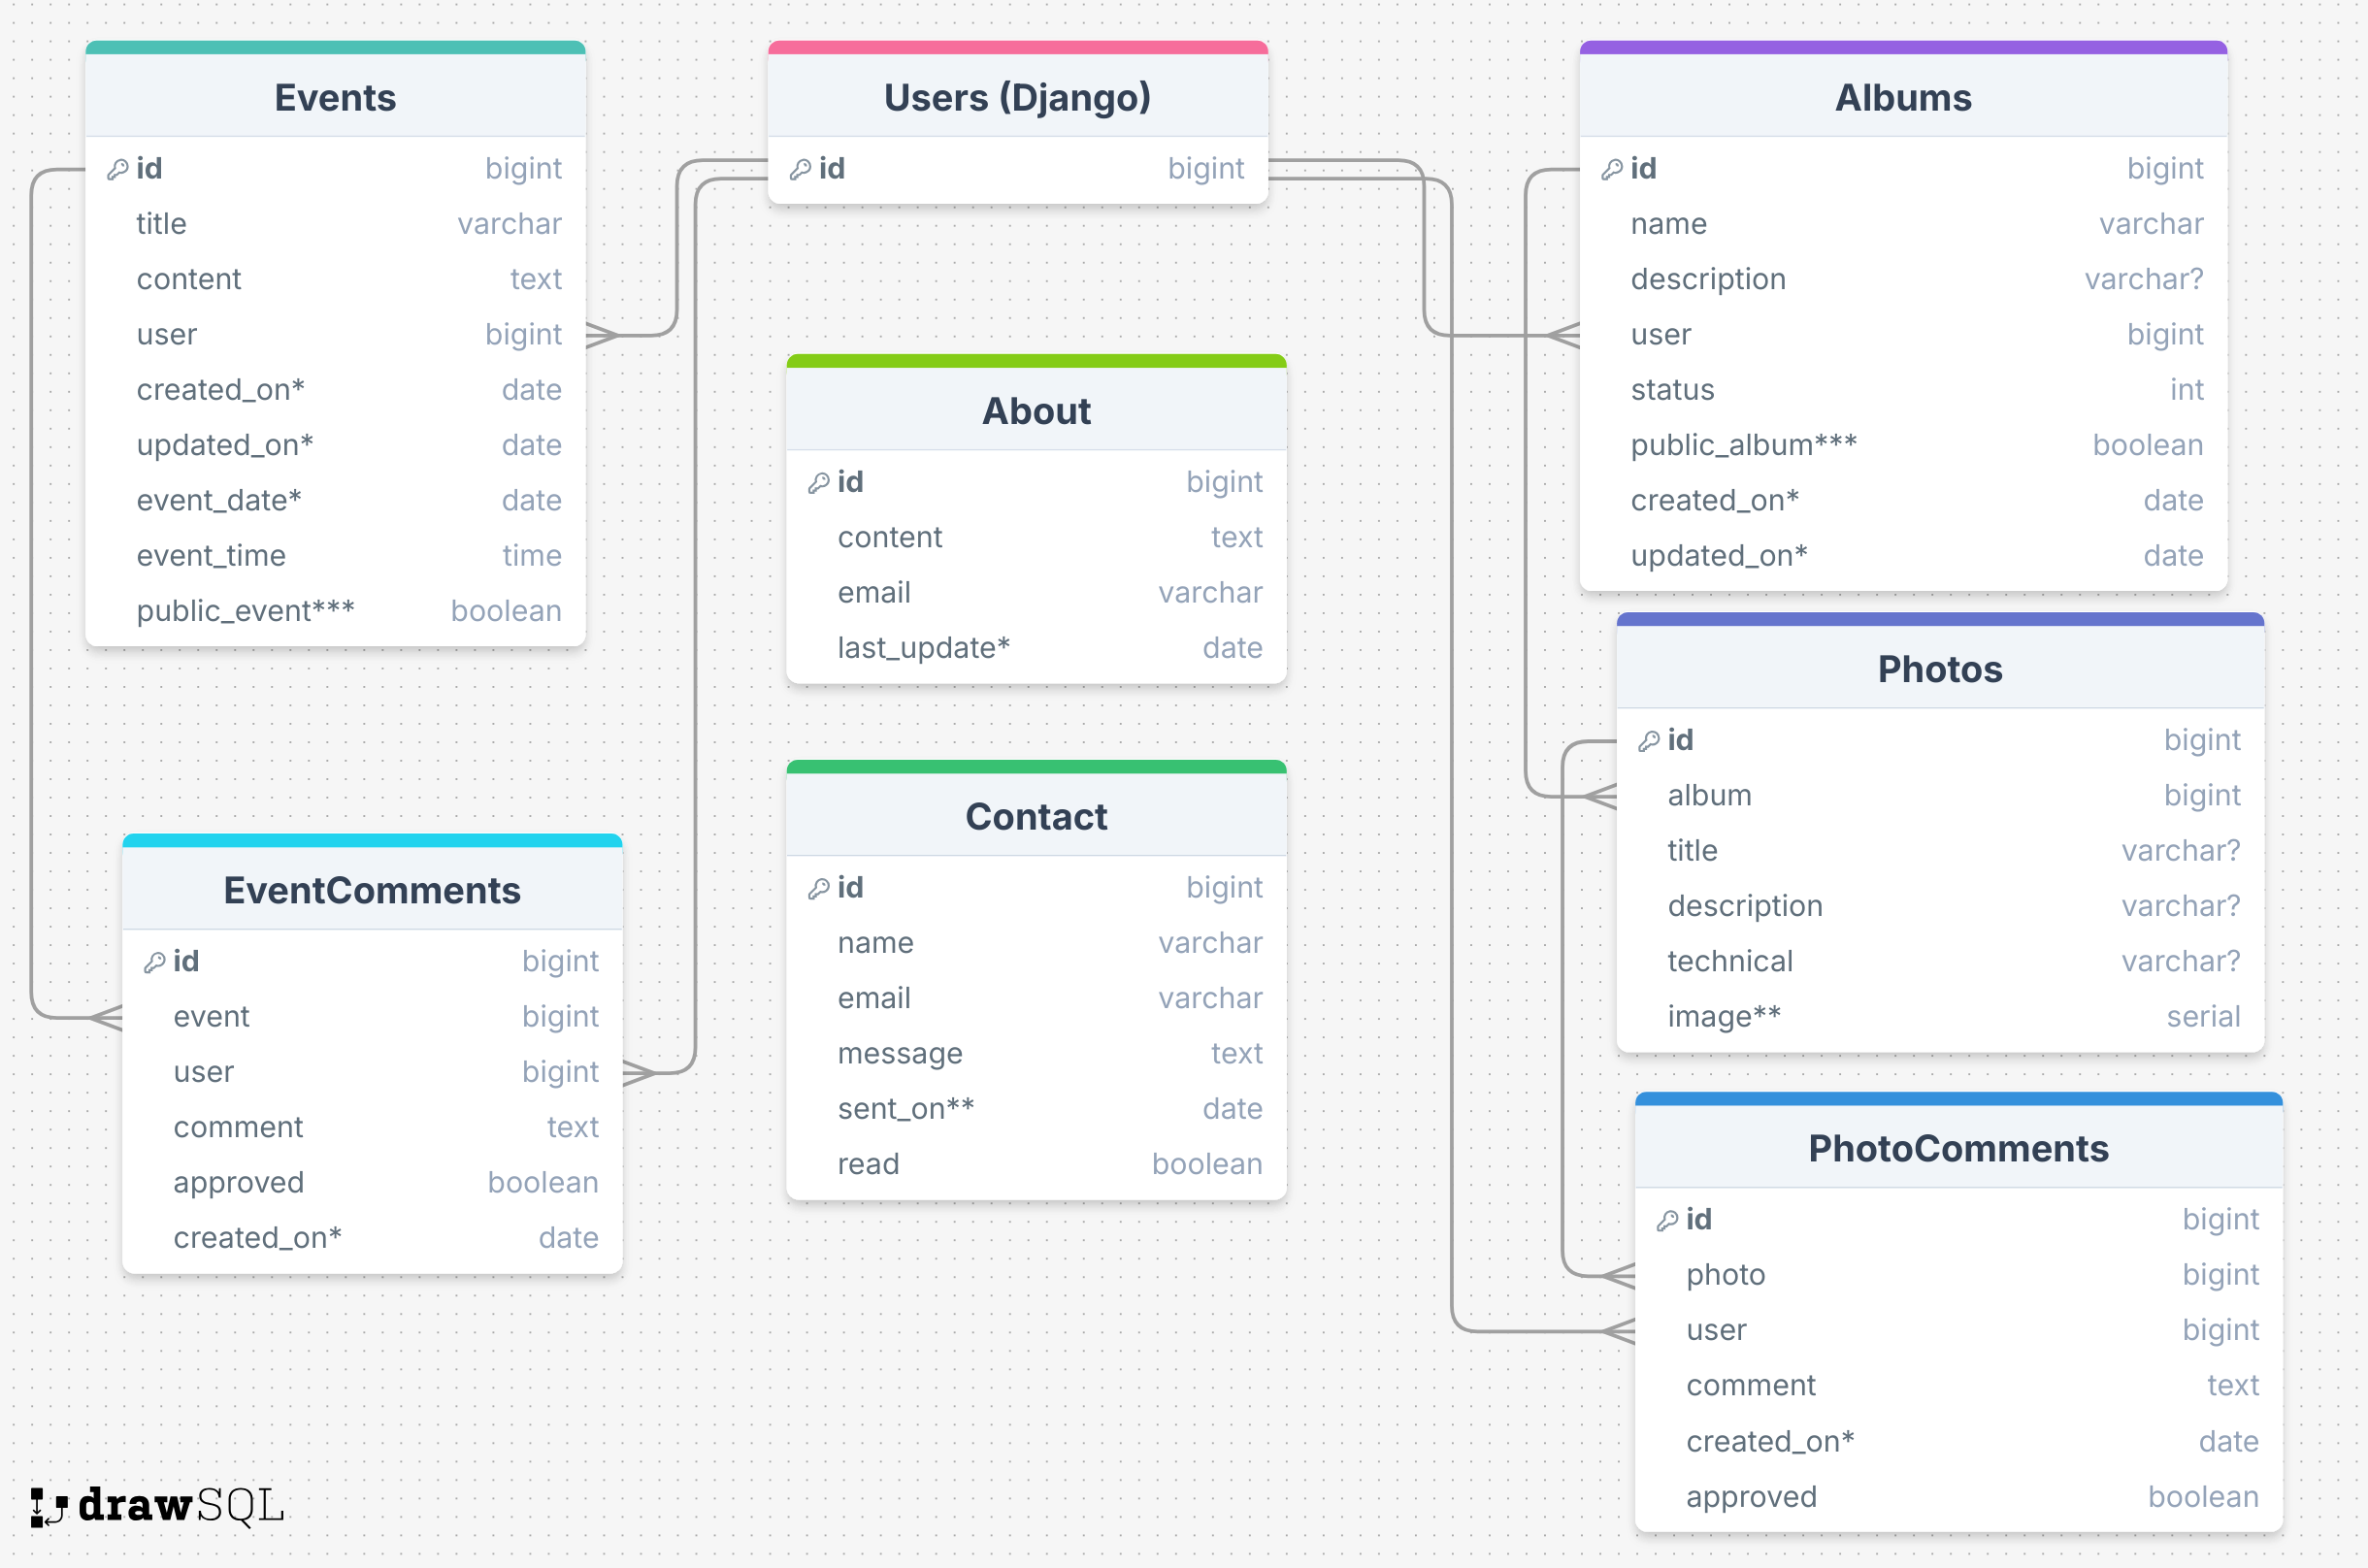 Events
id bigint
title varchar
content text
user bigint
created_on* date
updated_on* date
event_date* date
event_time time
public_event*** boolean
EventComments
id bigint
event bigint
user bigint
comment text
approved boolean
created_on* date
Users (Django)
id bigint
About
id bigint
content text
email varchar
last_update* date
Contact
id bigint
name varchar
email varchar
message text
sent_on** date
read boolean
Albums
id bigint
name varchar
description varchar?
user bigint
status int
public_album*** boolean
created_on* date
updated_on* date
Photos
id bigint
album bigint
title varchar?
description varchar?
technical varchar?
image** serial
PhotoComments
id bigint
photo bigint
user bigint
comment text
created_on* date
approved boolean
drawSQL